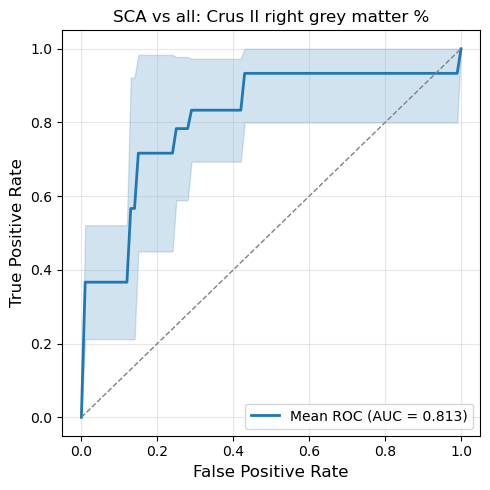 SCA vs all: Crus II right grey matter %
True Positive Rate
1.0
0.8
0.6
0.4
0.2
0.0
Mean ROC (AUC = 0.813)
0.0 0.2 0.4 0.6 0.8 1.0
False Positive Rate